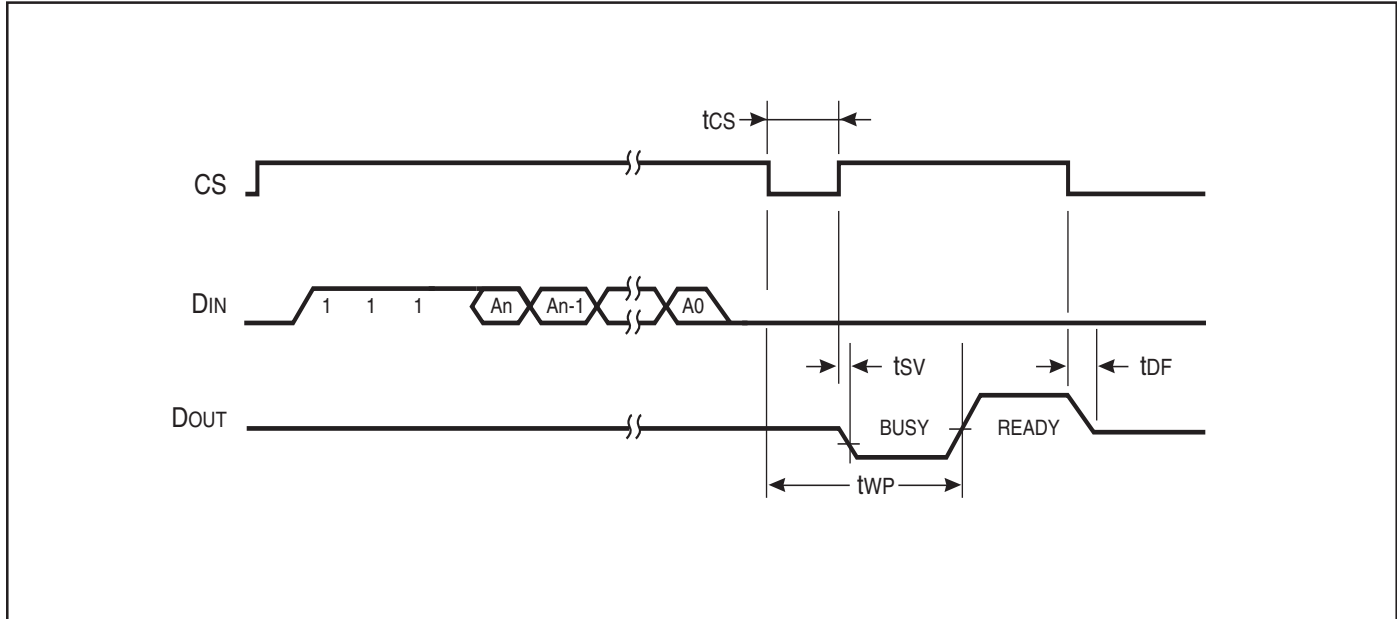 tCS
CS
DIN
1 1 1 An An-1 A0
tSV
tDF
DOUT
BUSY READY
tWP